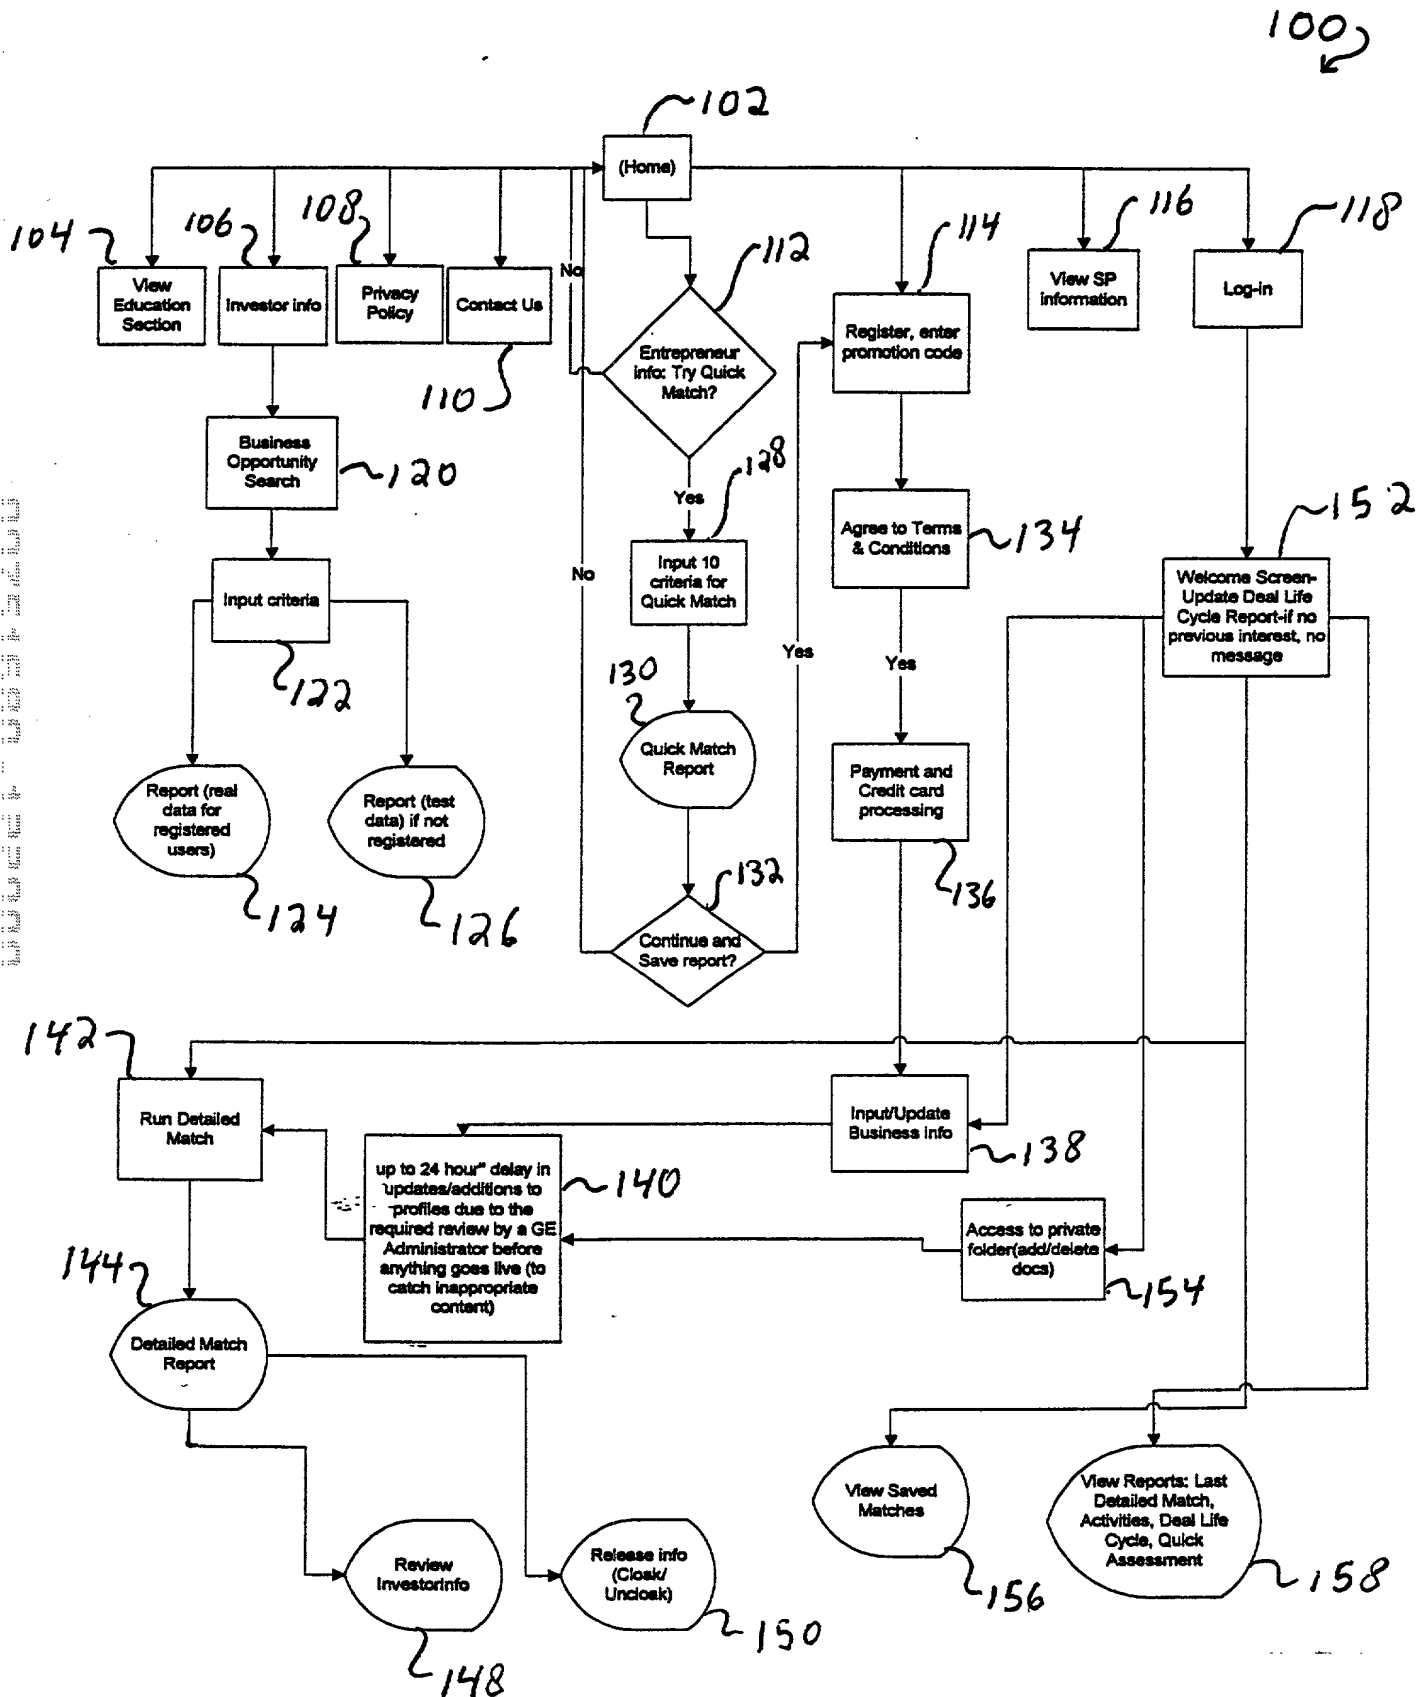 100
102
(Home)
104
106
108
View
Education
Section
Investor info
Privacy
Policy
Contact Us
110
No
112
Entrepreneur
info: Try Quick
Match?
114
Register, enter
promotion code
116
View SP
information
118
Log-in
Business
Opportunity
Search
120
Yes
128
Input criteria
122
No
Input 10
criteria for
Quick Match
Agree to Terms
& Conditions
134
152
Welcome Screen-
Update Deal Life
Cycle Report-if no
previous interest, no
message
Yes
Yes
130
Quick Match
Report
Payment and
Credit card
processing
136
Report (real
data for
registered
users)
124
Report (test
data) if not
registered
126
132
Continue and
Save report?
142
Run Detailed
Match
Input/Update
Business info
138
up to 24 hour" delay in
updates/additions to
profiles due to the
required review by a GE
Administrator before
anything goes live (to
catch inappropriate
content)
140
Access to private
folder(add/delete
docs)
154
144
Detailed Match
Report
Review
InvestorInfo
148
Release info
(Cloak/
Uncloak)
150
View Saved
Matches
156
View Reports: Last
Detailed Match,
Activities, Deal Life
Cycle, Quick
Assessment
158